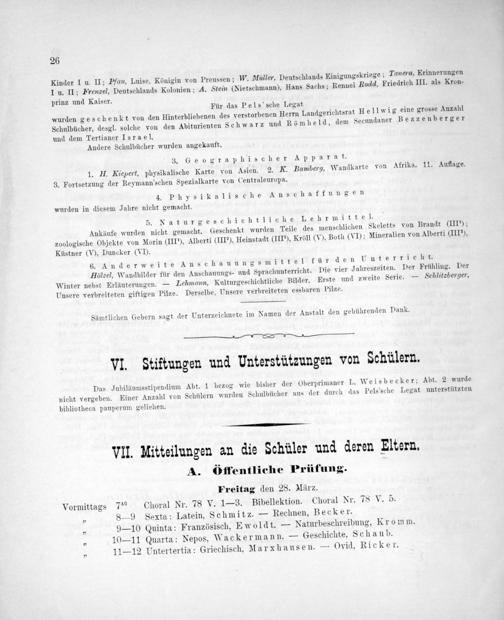 26
Kinder I u. II; Pfau, Luise, Königin von Preussen; W. Müller, Deutschlands Einigungskriege; Tanera, Erinnerungen
I u. II; Frenzel, Deutschlands Kolonien; A. Stein (Nietschmann), Hans Sachs; Rennel Rodd, Friedrich III. als Kron-
prinz und Kaiser.
Für das Pels'sche Legat
wurden geschenkt von den Hinterbliebenen des verstorbenen Herrn Landgerichtsrat Hellwig eine grosse Anzahl
Schulbücher, desgl. solche von den Abiturienten Schwarz und Römheld, dem Secundaner Bezzenberger
und dem Tertianer Israel.
Andere Schulbücher wurden angekauft.
3. Geographischer Apparat.
1. H. Kiepert, physikalische Karte von Asien. 2. K. Bamberg, Wandkarte von Afrika. 11. Auflage.
3. Fortsetzung der Reymann'schen Spezialkarte von Centraleuropa.
4. Physikalische Anschaffungen
wurden in diesem Jahre nicht gemacht.
5. Naturgeschichtliche Lehrmittel.
Ankäufe wurden nicht gemacht. Geschenkt wurden Teile des menschlichen Skeletts von Brandt
zoologische Objekte von Morin Alberti Heimstadt Kröll (V), Both (VI); Mineralien von Alberti
Küstner (V), Duncker (VI).
6. Anderweite Anschauungsmittel für den Unterricht.
Hölzel, Wandbilder für den Anschauungs- und Sprachunterricht. Die vier Jahreszeiten. Der Frühling. Der
Winter nebst Erläuterungen. — Lehmann, Kulturgeschichtliche Bilder. Erste und zweite Serie. — Schlitzberger,
Unsere verbreiteten giftigen Pilze. Derselbe, Unsere verbreiteten essbaren Pilze.
Sämtlichen Gebern sagt der Unterzeichnete im Namen der Anstalt den gebührenden Dank.
VI. Stiftungen und Unterstützungen von Schülern.
Das Jubiläumsstipendium Abt. 1 bezog wie bisher der Oberprimaner L. Weisbecker; Abt. 2 wurde
nicht vergeben. Einer Anzahl von Schülern wurden Schulbücher aus der durch das Pels'sche Legat unterstützten
bibliotheca pauperum geliehen.
VII. Mitteilungen an die Schüler und deren Eltern.
A. Öffentliche Prüfung.
Freitag den 28. März.
Vormittags 7⁴⁰ Choral Nr. 78 V. 1—3. Bibellektion. Choral Nr. 78 V. 5.
„ 8—9 Sexta: Latein, Schmitz. — Rechnen, Becker.
„ 9—10 Quinta: Französisch, Ewoldt. — Naturbeschreibung, Kromm.
„ 10—11 Quarta: Nepos, Wackermann. — Geschichte, Schaub.
„ 11—12 Untertertia: Griechisch, Marxhausen. — Ovid, Ricker.